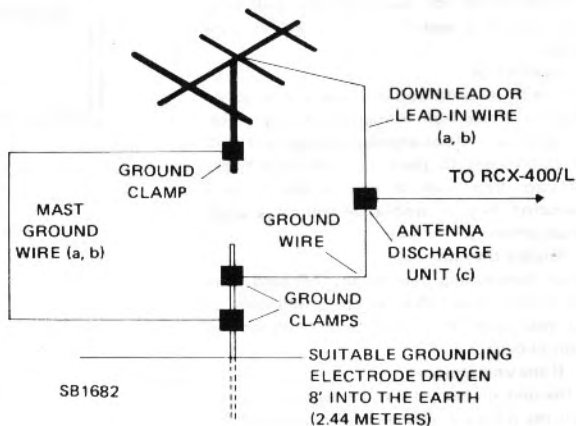 DOWNLEAD OR
LEAD-IN WIRE
(a, b)
TO RCX-400/L
GROUND
CLAMP
MAST
GROUND
WIRE (a, b)
GROUND
WIRE
ANTENNA
DISCHARGE
UNIT (c)
GROUND
CLAMPS
SUITABLE GROUNDING
ELECTRODE DRIVEN
8' INTO THE EARTH
(2.44 METERS)
SB1682